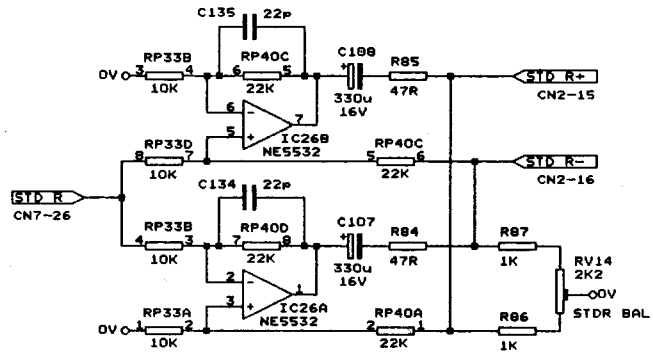 C135 22p
RP33B RP40C C108 R85
0V 3 4 6 5 + STD R+
10K 22K 330u 47R CN2-15
16V
6 - 7
5 + IC26B
RP33D NE5532 RP40C
8 7 5 6 STD R-
10K 22K CN2-16
STD R C134 22p
CN7-26 RP33B RP40D C107 R84 R87
4 3 7 8 + 1K
10K 22K 330u 47R RV14
16V 2K2
2 - 1 0V
3 + IC26A STDR BAL
RP33A NE5532 RP40A R86
0V 1 2 2 1
10K 22K 1K